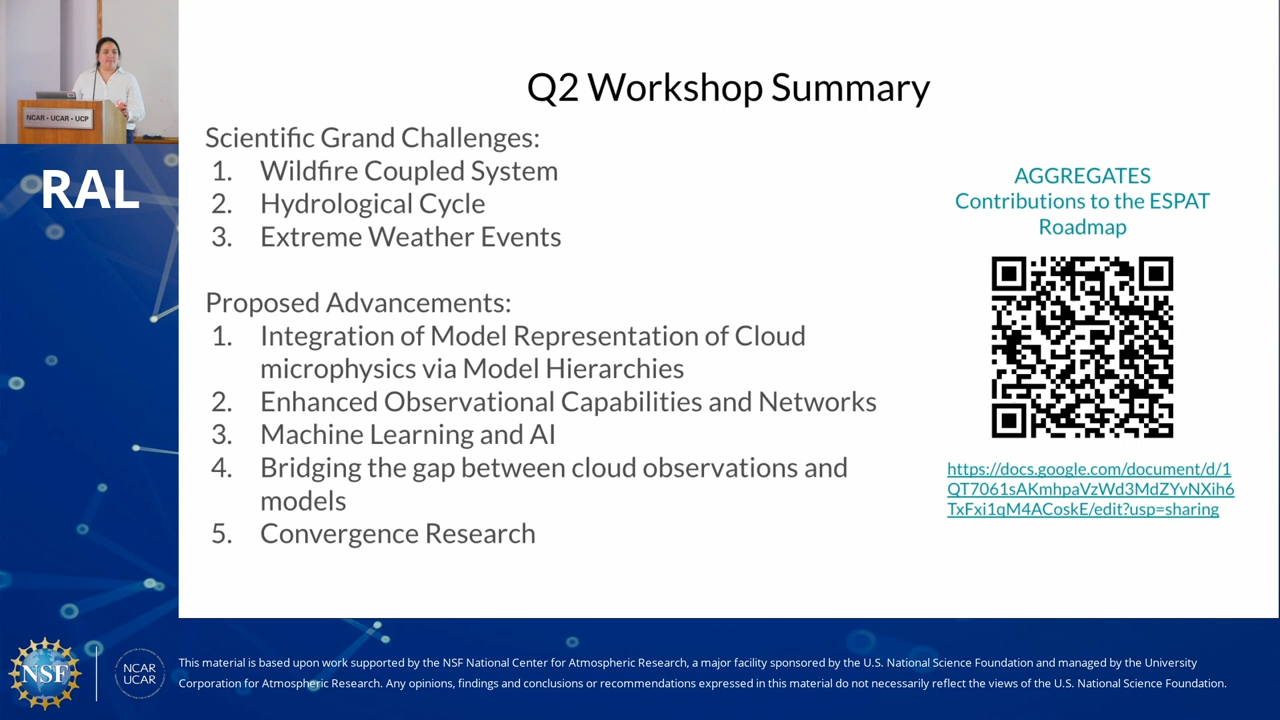 NCAR • UCAR • UCP
RAL
Q2 Workshop Summary
Scientific Grand Challenges:
1. Wildfire Coupled System
2. Hydrological Cycle
3. Extreme Weather Events
Proposed Advancements:
1. Integration of Model Representation of Cloud
microphysics via Model Hierarchies
2. Enhanced Observational Capabilities and Networks
3. Machine Learning and AI
4. Bridging the gap between cloud observations and
models
5. Convergence Research
AGGREGATES
Contributions to the ESPAT
Roadmap
https://docs.google.com/document/d/1
QT7061sAKmhpaVzWd3MdZYvNXih6
TxFxi1qM4ACoskE/edit?usp=sharing
NSF
NCAR
UCAR
This material is based upon work supported by the NSF National Center for Atmospheric Research, a major facility sponsored by the U.S. National Science Foundation and managed by the University
Corporation for Atmospheric Research. Any opinions, findings and conclusions or recommendations expressed in this material do not necessarily reflect the views of the U.S. National Science Foundation.